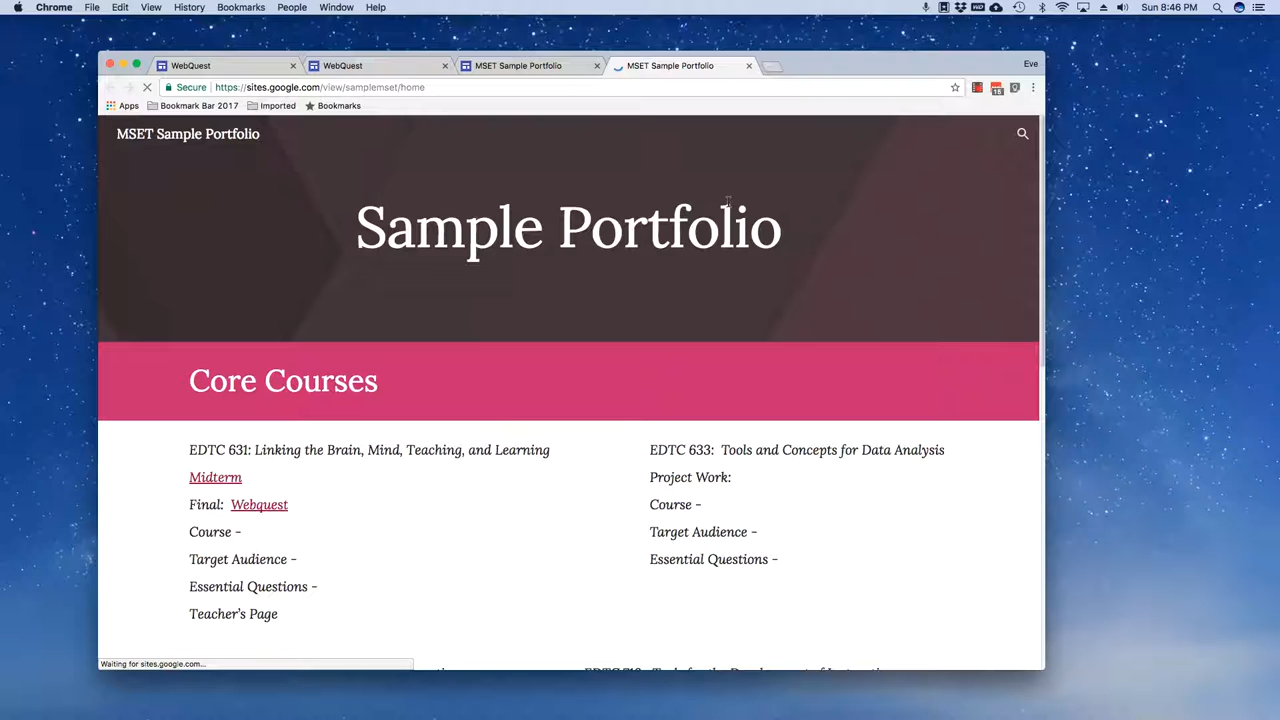 Chrome File Edit View History Bookmarks People Window Help Sun 8:46 PM
WebQuest WebQuest MSET Sample Portfolio MSET Sample Portfolio Eve
Secure https://sites.google.com/view/samplemset/home 15
Apps Bookmark Bar 2017 Imported Bookmarks
MSET Sample Portfolio
Sample Portfolio
Core Courses
EDTC 631: Linking the Brain, Mind, Teaching, and Learning
Midterm
Final: Webquest
Course -
Target Audience -
Essential Questions -
Teacher's Page
EDTC 633: Tools and Concepts for Data Analysis
Project Work:
Course -
Target Audience -
Essential Questions -
Waiting for sites.google.com...